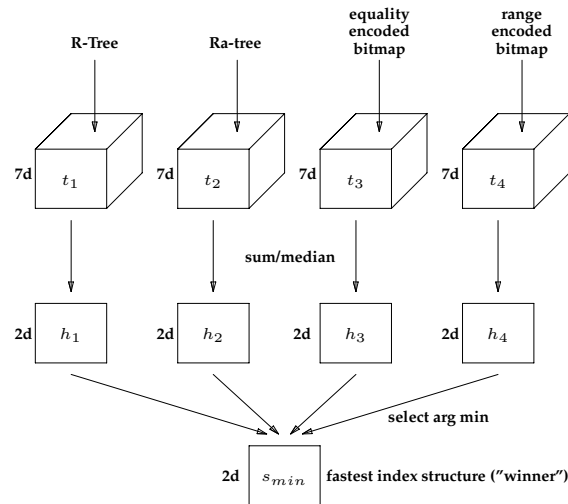 R-Tree
Ra-tree
equality
encoded
bitmap
range
encoded
bitmap
7d t1
7d t2
7d t3
7d t4
sum/median
2d h1
2d h2
2d h3
2d h4
select arg min
2d smin fastest index structure ("winner")